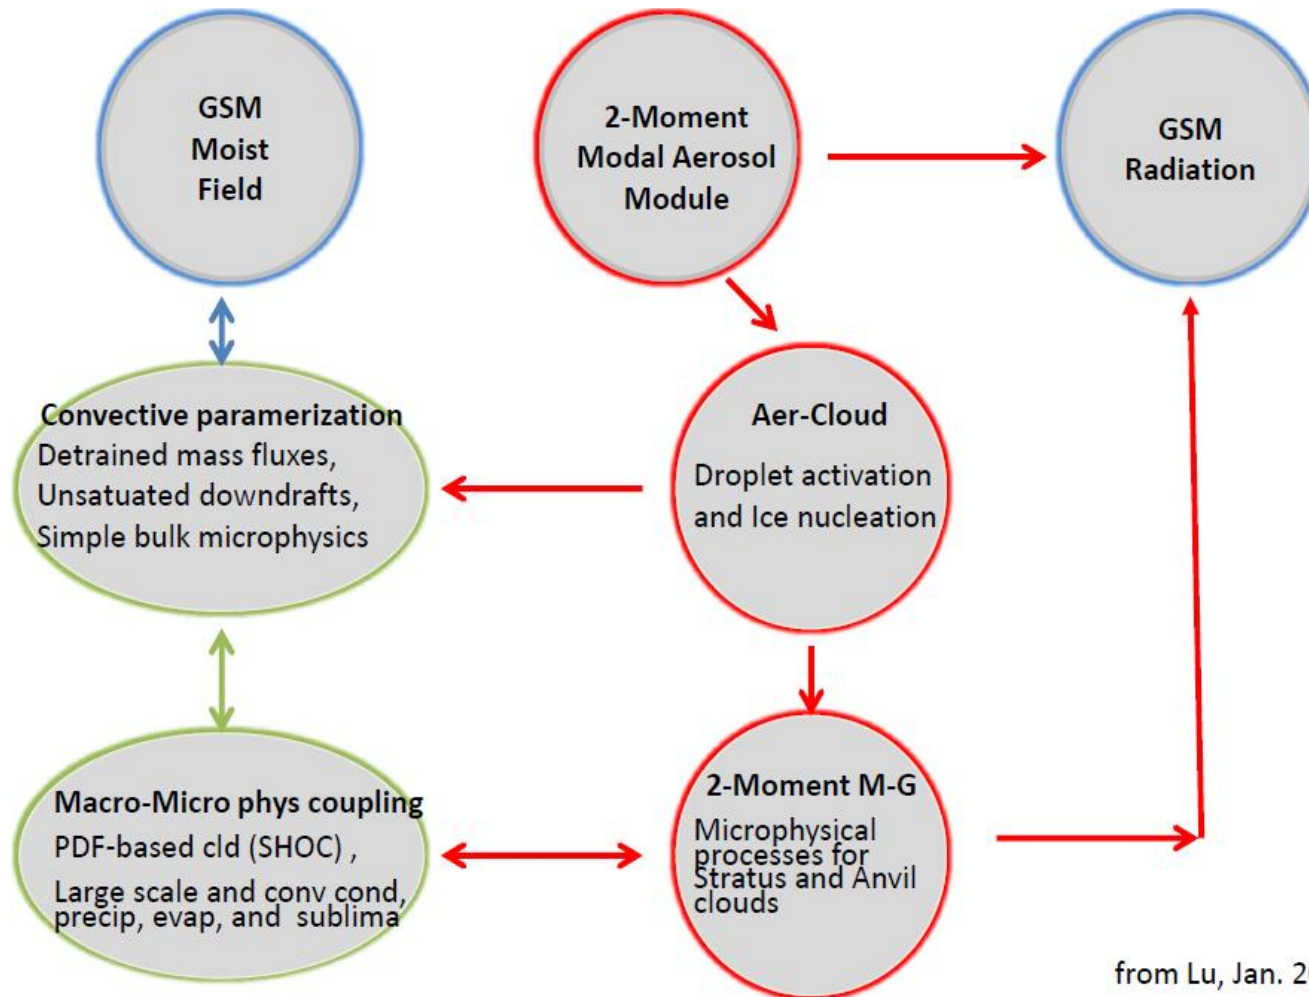 GSM
Moist
Field
2-Moment
Modal Aerosol
Module
GSM
Radiation
Convective paramerization
Detrained mass fluxes,
Unsatuated downdrafts,
Simple bulk microphysics
Aer-Cloud
Droplet activation
and Ice nucleation
Macro-Micro phys coupling
PDF-based cld (SHOC) ,
Large scale and conv cond,
precip, evap, and sublima
2-Moment M-G
Microphysical
processes for
Stratus and Anvil
clouds
from Lu, Jan.